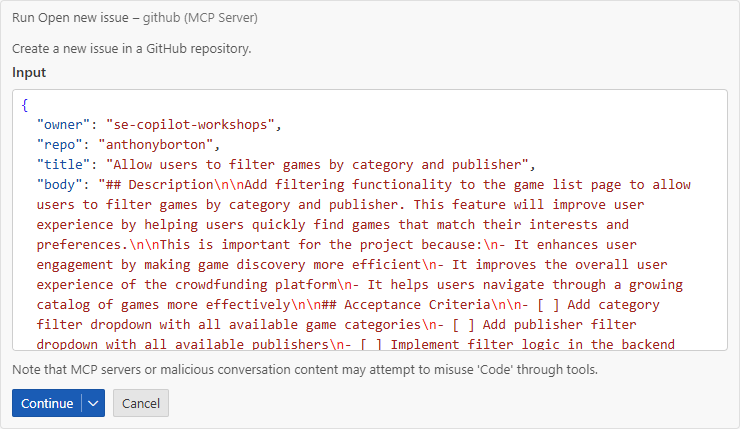 Run Open new issue – github (MCP Server)
Create a new issue in a GitHub repository.
Input
{
"owner": "se-copilot-workshops",
"repo": "anthonyborton",
"title": "Allow users to filter games by category and publisher",
"body": "## Description\n\nAdd filtering functionality to the game list page to allow
users to filter games by category and publisher. This feature will improve user
experience by helping users quickly find games that match their interests and
preferences.\n\nThis is important for the project because:\n- It enhances user
engagement by making game discovery more efficient\n- It improves the overall user
experience of the crowdfunding platform\n- It helps users navigate through a growing
catalog of games more effectively\n\n## Acceptance Criteria\n\n- [ ] Add category
filter dropdown with all available game categories\n- [ ] Add publisher filter
dropdown with all available publishers\n- [ ] Implement filter logic in the backend
Note that MCP servers or malicious conversation content may attempt to misuse 'Code' through tools.
Continue
Cancel